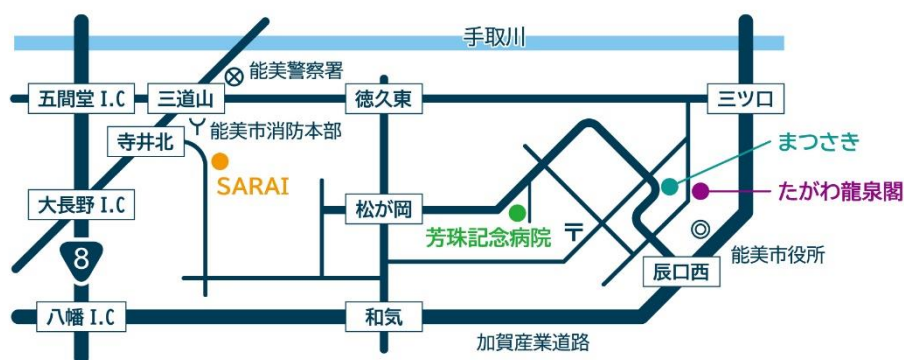 手取川
能美警察署
五間堂 I.C
三道山
徳久東
三ツ口
能美市消防本部
寺井北
まつさき
SARAI
たがわ龍泉閣
大長野 I.C
松が岡
芳珠記念病院
〒
能美市役所
8
辰口西
八幡 I.C
和気
加賀産業道路